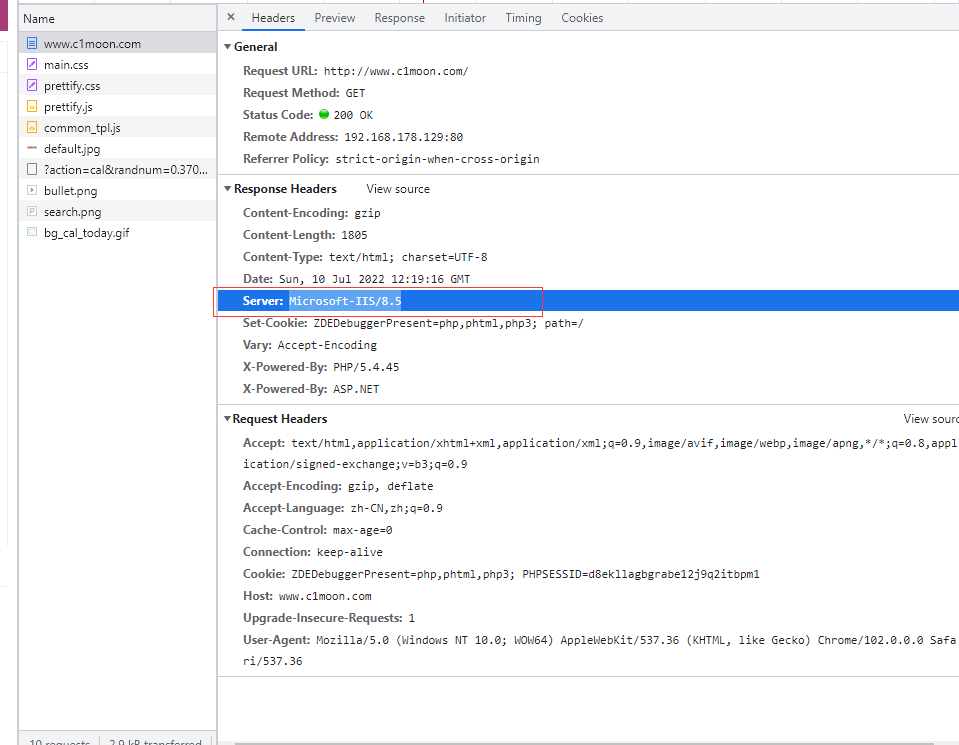 Name
www.c1moon.com
main.css
prettify.css
prettify.js
common_tpl.js
default.jpg
?action=cal&randnum=0.370...
bullet.png
search.png
bg_cal_today.gif
10 requests
2.9 kB transferred
× Headers Preview Response Initiator Timing Cookies
General
Request URL: http://www.c1moon.com/
Request Method: GET
Status Code: 200 OK
Remote Address: 192.168.178.129:80
Referrer Policy: strict-origin-when-cross-origin
Response Headers View source
Content-Encoding: gzip
Content-Length: 1805
Content-Type: text/html; charset=UTF-8
Date: Sun, 10 Jul 2022 12:19:16 GMT
Server: Microsoft-IIS/8.5
Set-Cookie: ZDEDebuggerPresent=php,phtml,php3; path=/
Vary: Accept-Encoding
X-Powered-By: PHP/5.4.45
X-Powered-By: ASP.NET
Request Headers View sourc
Accept: text/html,application/xhtml+xml,application/xml;q=0.9,image/avif,image/webp,image/apng,*/*;q=0.8,appl
ication/signed-exchange;v=b3;q=0.9
Accept-Encoding: gzip, deflate
Accept-Language: zh-CN,zh;q=0.9
Cache-Control: max-age=0
Connection: keep-alive
Cookie: ZDEDebuggerPresent=php,phtml,php3; PHPSESSID=d8ekllagbgrabe12j9q2itbpm1
Host: www.c1moon.com
Upgrade-Insecure-Requests: 1
User-Agent: Mozilla/5.0 (Windows NT 10.0; WOW64) AppleWebKit/537.36 (KHTML, like Gecko) Chrome/102.0.0.0 Safa
ri/537.36